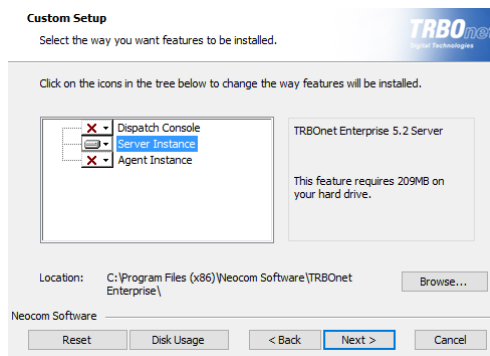 Custom Setup
Select the way you want features to be installed.
TRBOne
Digital Technologies
Click on the icons in the tree below to change the way features will be installed.
Dispatch Console
Server Instance
Agent Instance
TRBOnet Enterprise 5.2 Server
This feature requires 209MB on
your hard drive.
Location:
C:\Program Files (x86)\Neocom Software\TRBOnet
Enterprise\
Browse...
Neocom Software
Reset
Disk Usage
< Back
Next >
Cancel